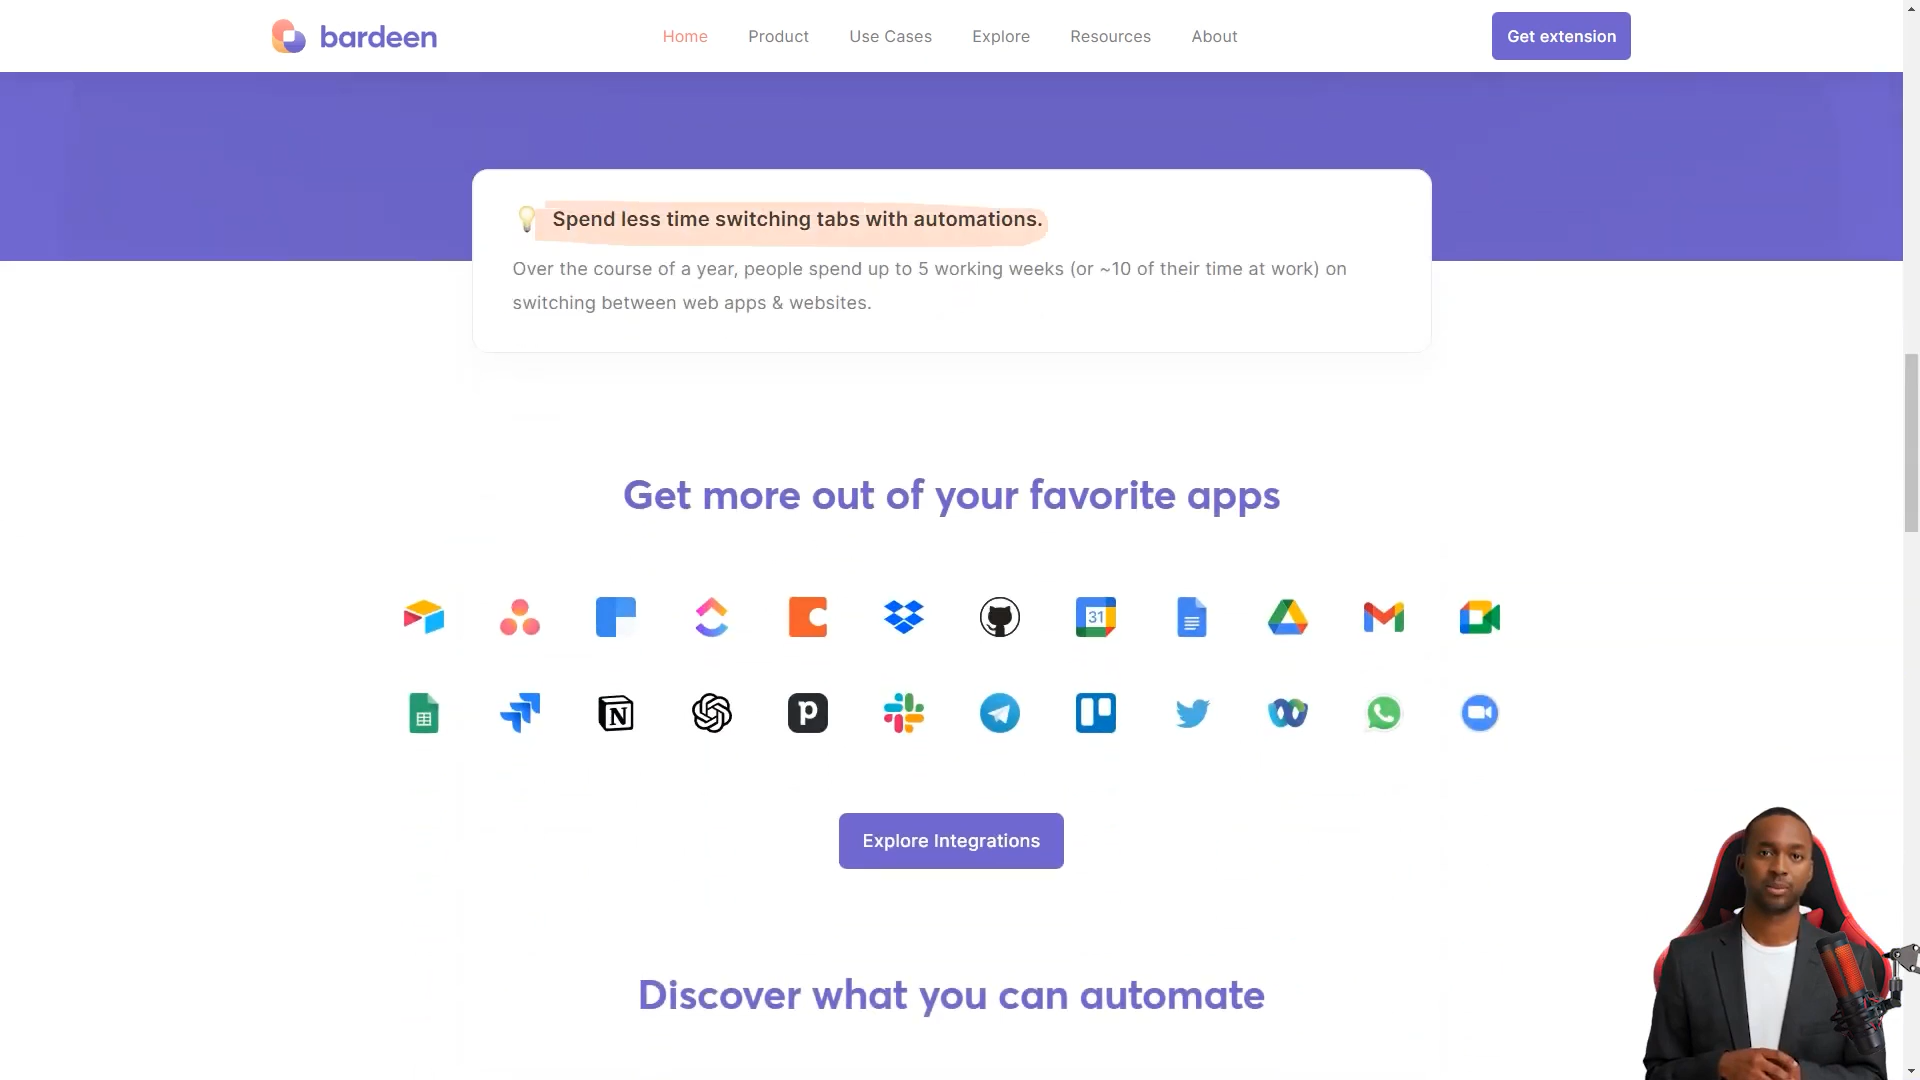 bardeen
Home
Product
Use Cases
Explore
Resources
About
Get extension
💡 Spend less time switching tabs with automations.
Over the course of a year, people spend up to 5 working weeks (or ~10 of their time at work) on
switching between web apps & websites.
Get more out of your favorite apps
31
Explore Integrations
Discover what you can automate